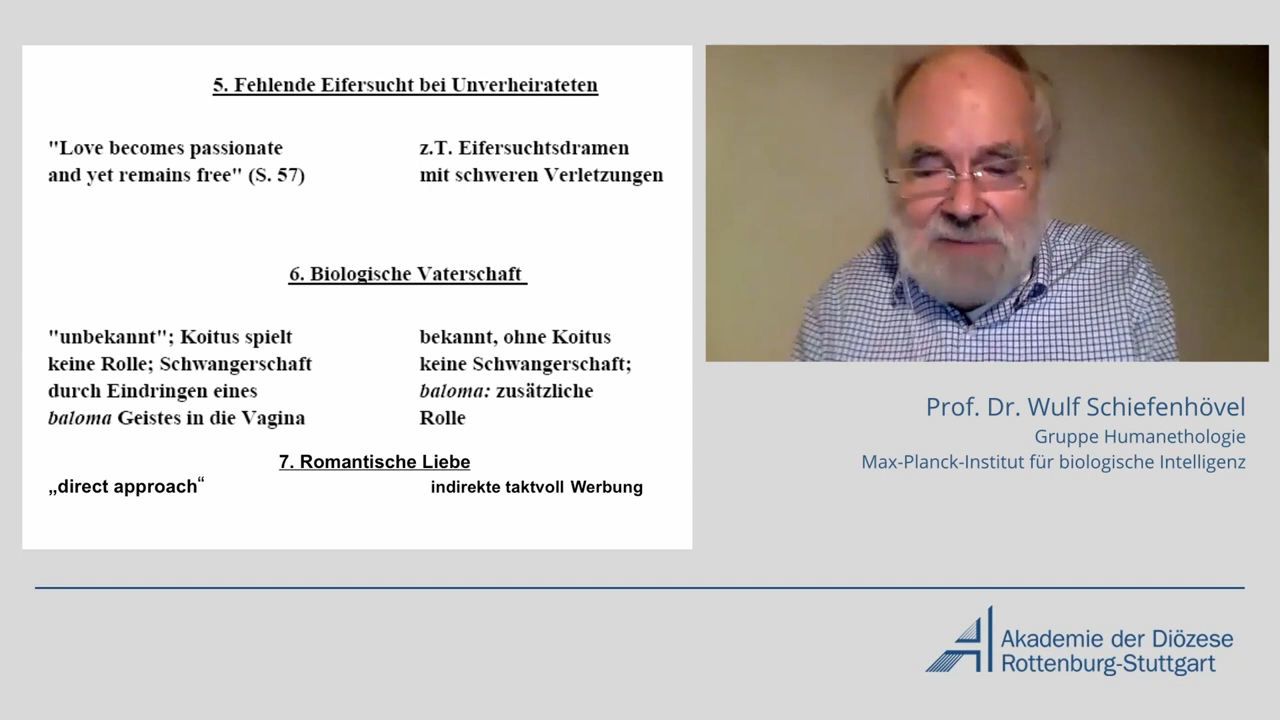 5. Fehlende Eifersucht bei Unverheirateten
"Love becomes passionate
and yet remains free" (S. 57)
z.T. Eifersuchtsdramen
mit schweren Verletzungen
6. Biologische Vaterschaft
"unbekannt"; Koitus spielt
keine Rolle; Schwangerschaft
durch Eindringen eines
baloma Geistes in die Vagina
bekannt, ohne Koitus
keine Schwangerschaft;
baloma: zusätzliche
Rolle
7. Romantische Liebe
„direct approach“
indirekte taktvoll Werbung
Prof. Dr. Wulf Schiefenhövel
Gruppe Humanethologie
Max-Planck-Institut für biologische Intelligenz
Akademie der Diözese
Rottenburg-Stuttgart